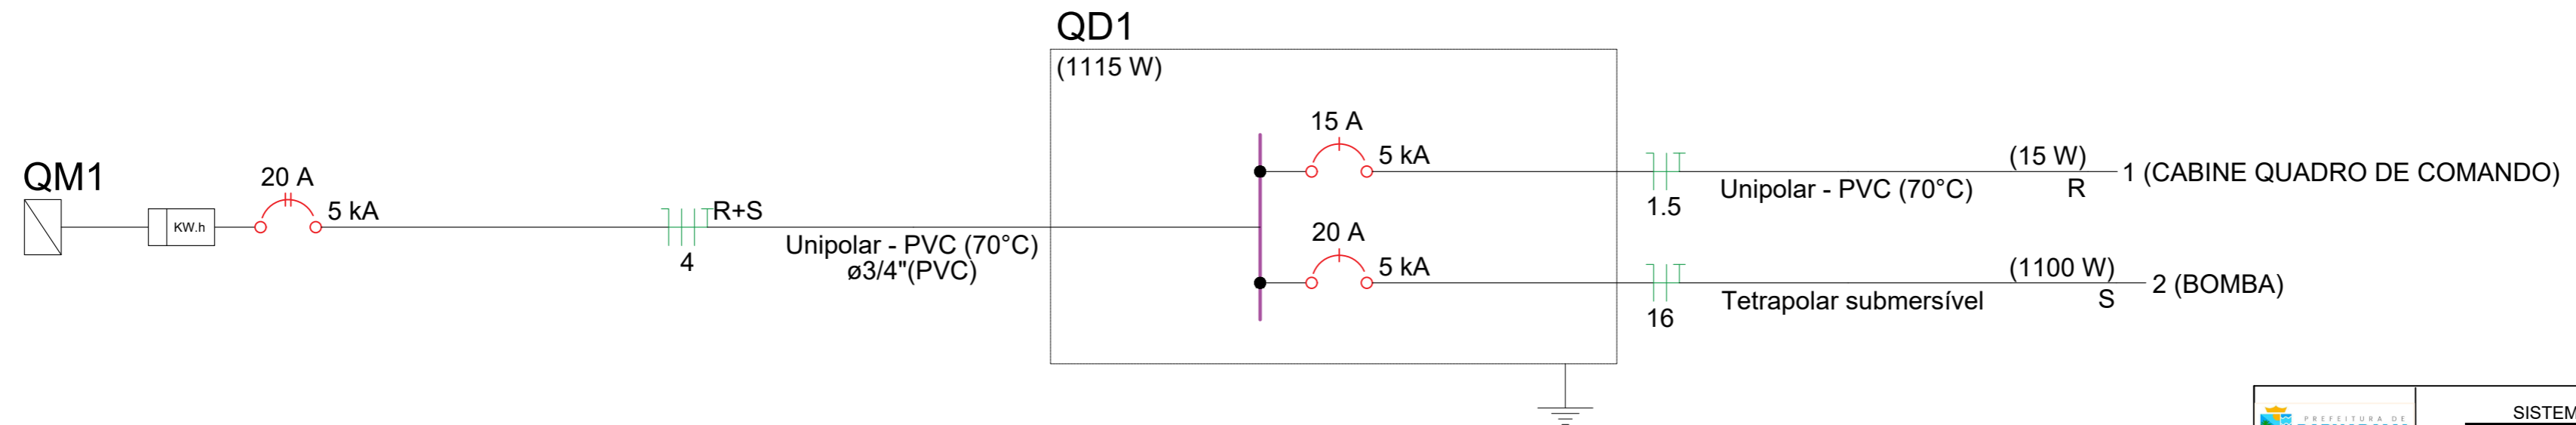 QD1
(1115 W)
QM1
KW.h
20 A
5 kA
R+S
4
Unipolar - PVC (70°C)
ø3/4"(PVC)
15 A
5 kA
1.5
Unipolar - PVC (70°C)
(15 W)
R
1 (CABINE QUADRO DE COMANDO)
20 A
5 kA
16
Tetrapolar submersível
(1100 W)
S
2 (BOMBA)
PREFEITURA DE
SISTEM